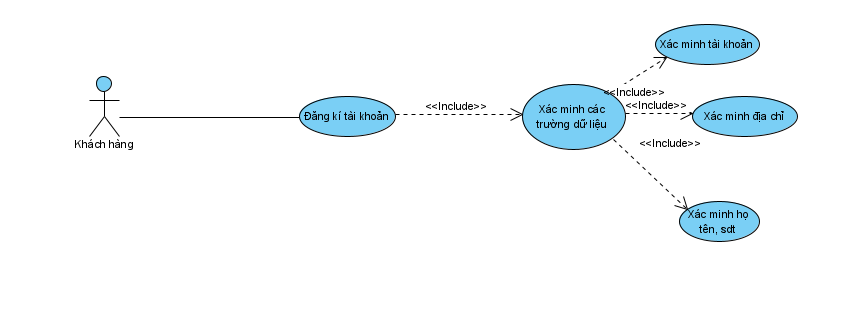 Khách hàng
Đăng kí tài khoản
<<Include>>
Xác minh các
trường dữ liệu
<<Include>>
<<Include>>
<<Include>>
Xác minh tài khoản
Xác minh địa chỉ
Xác minh họ
tên, sdt